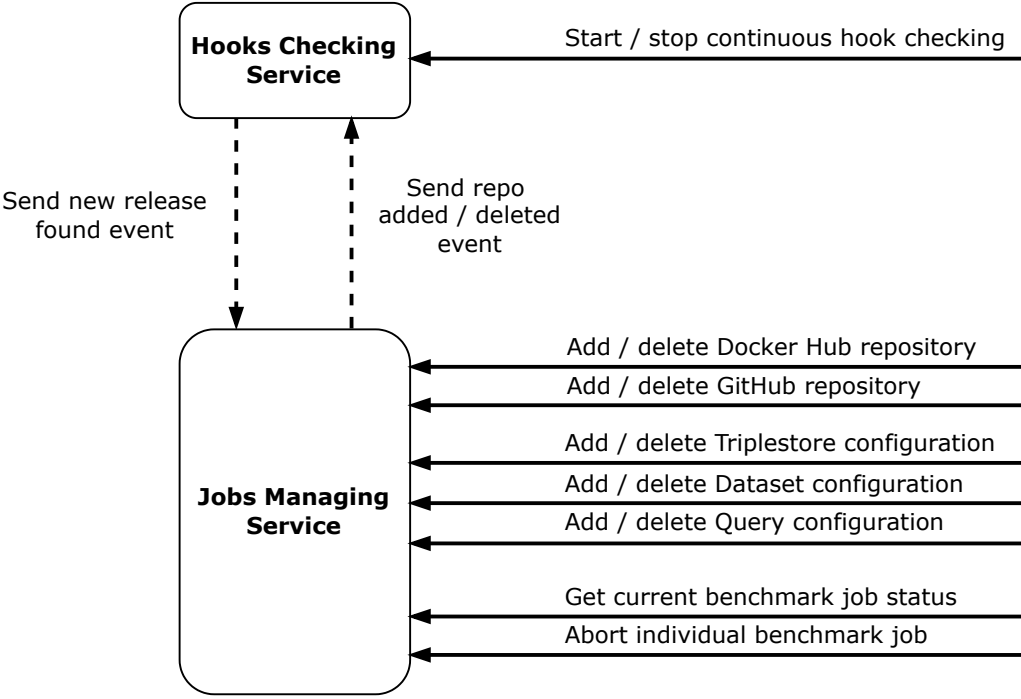 Hooks Checking
Service
Start / stop continuous hook checking
Send new release
found event
Send repo
added / deleted
event
Add / delete Docker Hub repository
Add / delete GitHub repository
Add / delete Triplestore configuration
Add / delete Dataset configuration
Add / delete Query configuration
Jobs Managing
Service
Get current benchmark job status
Abort individual benchmark job